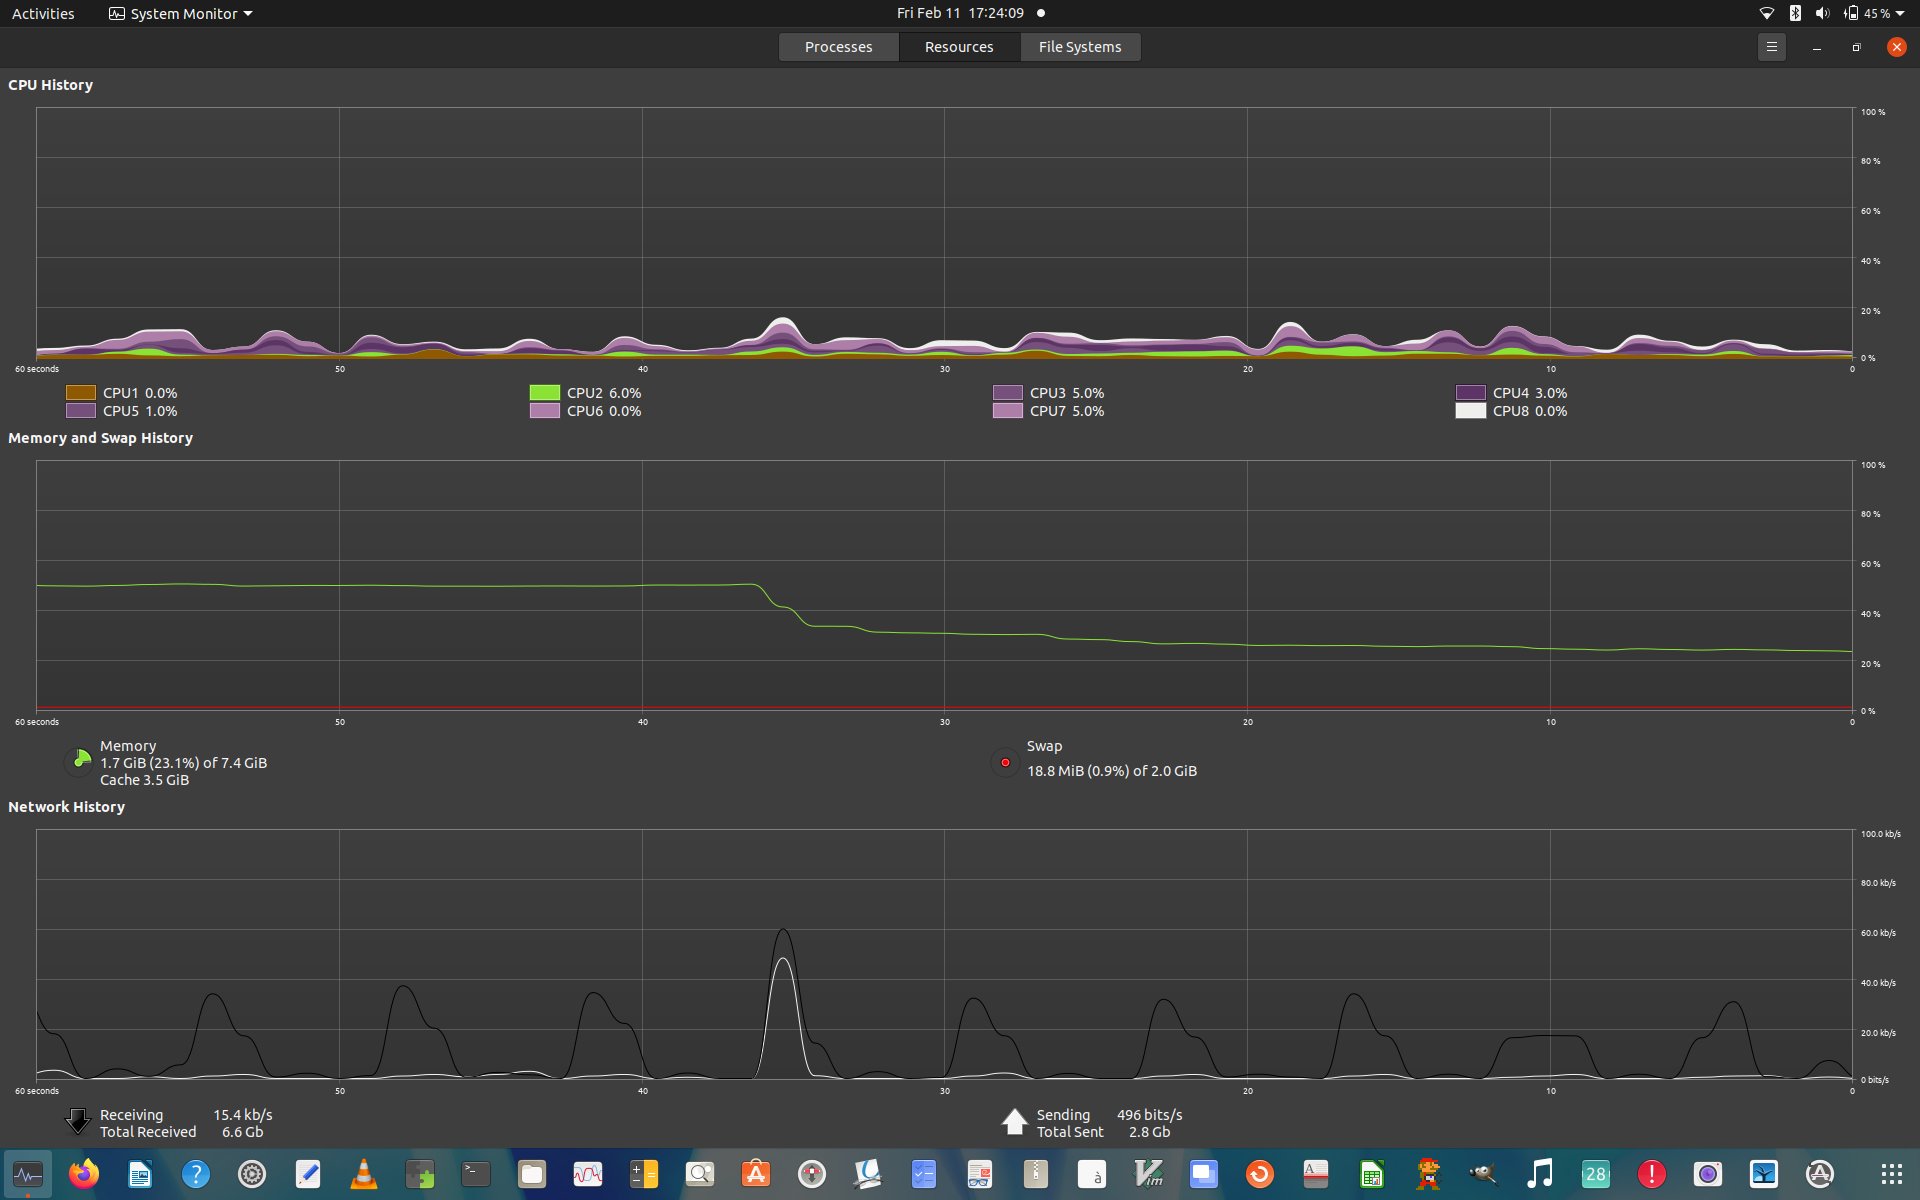 Activities System Monitor Fri Feb 11 17:24:09 45 %
Processes Resources File Systems
CPU History
100 %
80 %
60 %
40 %
20 %
0 %
60 seconds 50 40 30 20 10 0
CPU1 0.0% CPU2 6.0% CPU3 5.0% CPU4 3.0%
CPU5 1.0% CPU6 0.0% CPU7 5.0% CPU8 0.0%
Memory and Swap History
100 %
80 %
60 %
40 %
20 %
0 %
60 seconds 50 40 30 20 10 0
Memory
1.7 GiB (23.1%) of 7.4 GiB
Cache 3.5 GiB
Swap
18.8 MiB (0.9%) of 2.0 GiB
Network History
100.0 kb/s
80.0 kb/s
60.0 kb/s
40.0 kb/s
20.0 kb/s
0 bits/s
60 seconds 50 40 30 20 10 0
Receiving 15.4 kb/s
Total Received 6.6 Gb
Sending 496 bits/s
Total Sent 2.8 Gb
? >_ A à Vim A 28 ! A